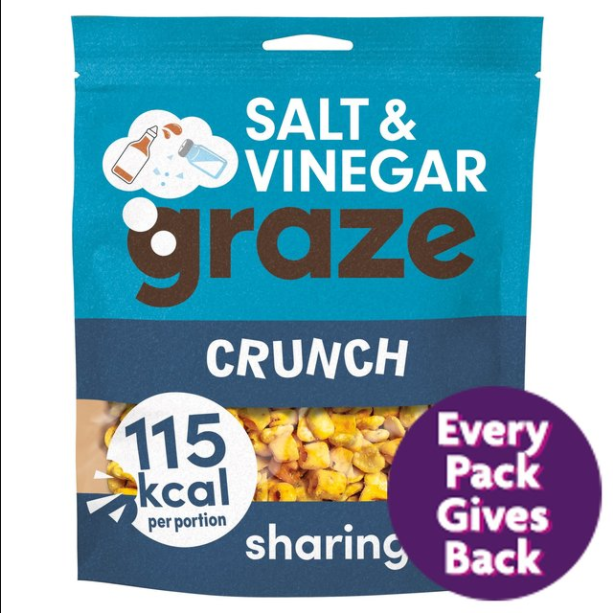 SALT &
VINEGAR
graze
CRUNCH
115
kcal
per portion
sharing
Every
Pack
Gives
Back